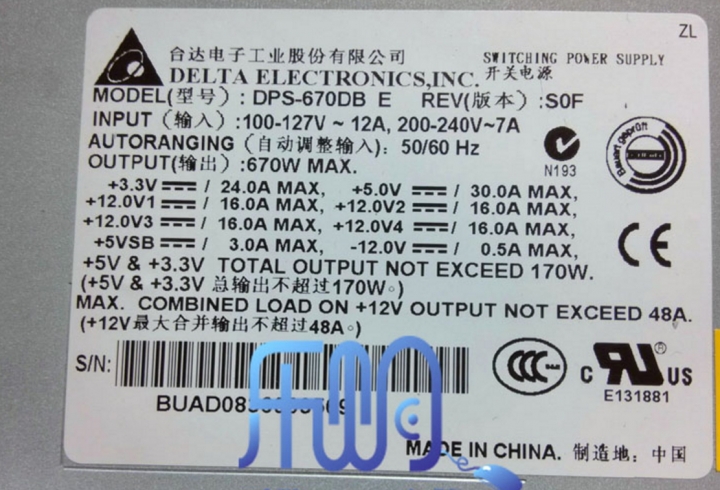 ZL
台达电子工业股份有限公司 SWITCHING POWER SUPPLY
DELTA ELECTRONICS,INC. 开关电源
MODEL(型号): DPS-670DB E REV(版本):S0F
INPUT (输入):100-127V ~ 12A, 200-240V~7A
AUTORANGING (自动调整输入): 50/60 Hz
OUTPUT(输出):670W MAX.
N193
Bauart geprüft
+3.3V / 24.0A MAX, +5.0V / 30.0A MAX,
+12.0V1 / 16.0A MAX, +12.0V2 / 16.0A MAX,
+12.0V3 / 16.0A MAX, +12.0V4 / 16.0A MAX,
+5VSB / 3.0A MAX, -12.0V / 0.5A MAX,
CE
+5V & +3.3V TOTAL OUTPUT NOT EXCEED 170W.
(+5V & +3.3V 总输出不超过170W。)
MAX. COMBINED LOAD ON +12V OUTPUT NOT EXCEED 48A.
(+12V最大合并输出不超过48A。)
S/N:
CCC
c RU ® US
E131881
MADE IN CHINA. 制造地: 中国